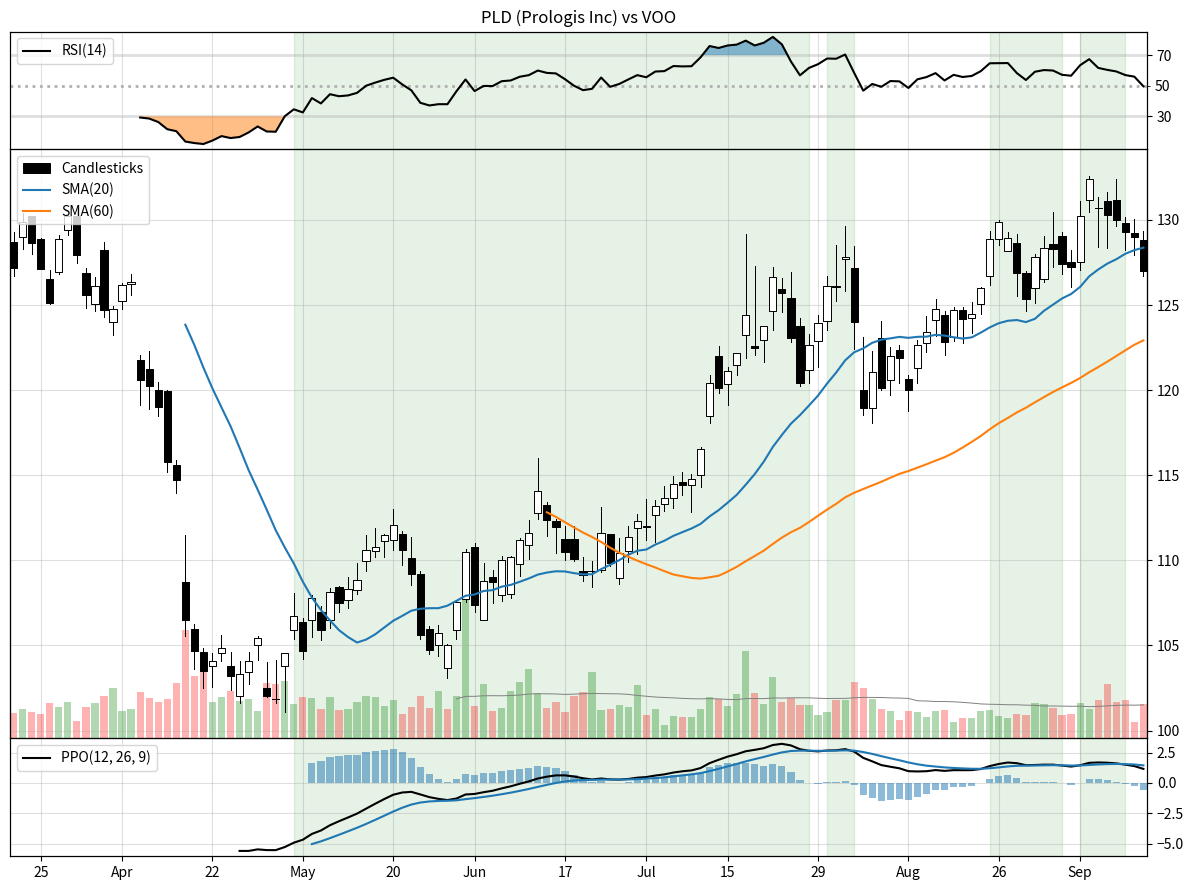 PLD (Prologis Inc) vs VOO
RSI(14)
70
50
30
Candlesticks
SMA(20)
SMA(60)
130
125
120
115
110
105
100
PPO(12, 26, 9)
2.5
0.0
−2.5
−5.0
25 Apr 22 May 20 Jun 17 Jul 15 29 Aug 26 Sep